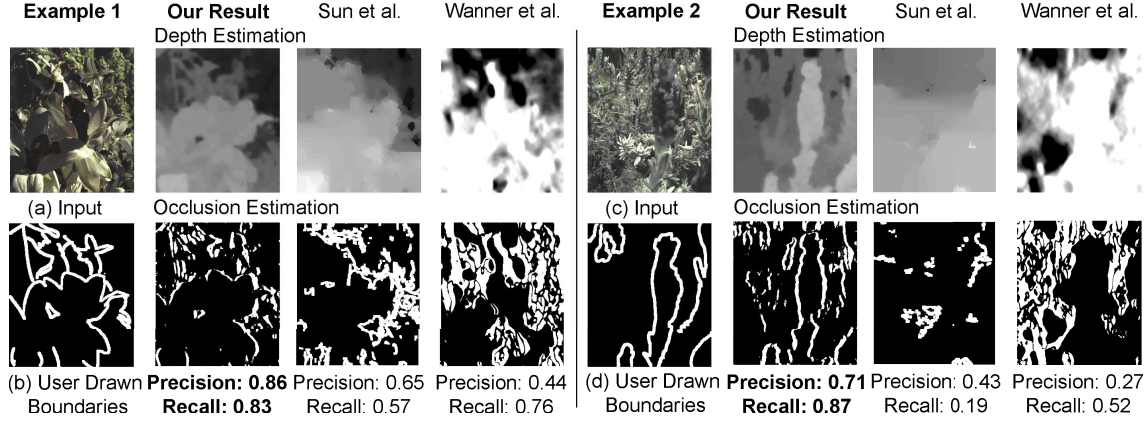 Example 1 Our Result Sun et al. Wanner et al. Example 2 Our Result Sun et al. Wanner et al.
Depth Estimation Depth Estimation
(a) Input Occlusion Estimation (c) Input Occlusion Estimation
(b) User Drawn Precision: 0.86 Precision: 0.65 Precision: 0.44 (d) User Drawn Precision: 0.71 Precision: 0.43 Precision: 0.27
Boundaries Recall: 0.83 Recall: 0.57 Recall: 0.76 Boundaries Recall: 0.87 Recall: 0.19 Recall: 0.52